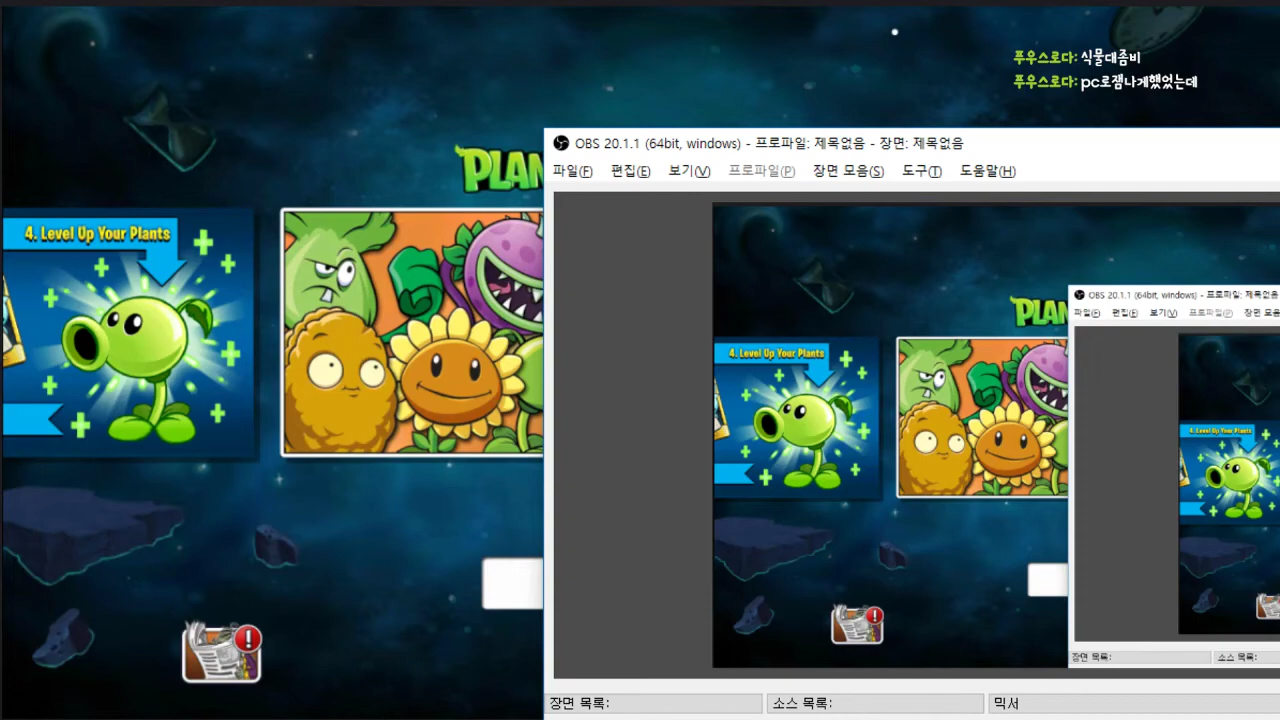 푸우스로다: 식물대좀비
푸우스로다: pc로잼나게했었는데
OBS 20.1.1 (64bit, windows) - 프로파일: 제목없음 - 장면: 제목없음
파일(F) 편집(E) 보기(V) 프로파일(P) 장면 모음(S) 도구(T) 도움말(H)
PLAN
4. Level Up Your Plants
OBS 20.1.1 (64bit, windows) - 프로파일: 제목없음
파일(F) 편집(E) 보기(V) 프로파일(P) 장면 모음
PLAN
4. Level Up Your Plants
4. Level Up Your Plants
장면 목록: 소스 목록:
장면 목록: 소스 목록: 믹서